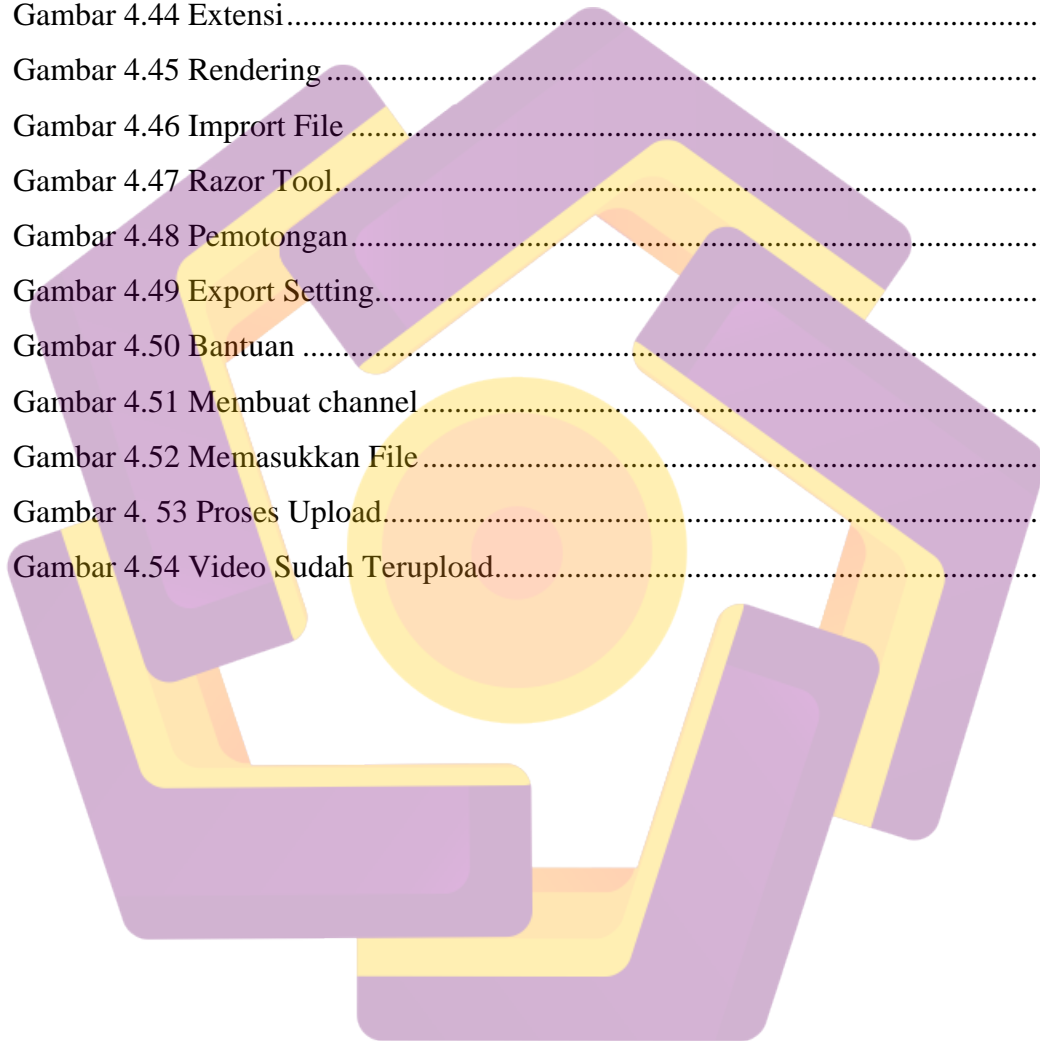 Gambar 4.44 Extensi..........................................................................................
Gambar 4.45 Rendering.....................................................................................
Gambar 4.46 Imprort File ..................................................................................
Gambar 4.47 Razor Tool....................................................................................
Gambar 4.48 Pemotongan..................................................................................
Gambar 4.49 Export Setting...............................................................................
Gambar 4.50 Bantuan ........................................................................................
Gambar 4.51 Membuat channel.........................................................................
Gambar 4.52 Memasukkan File.........................................................................
Gambar 4. 53 Proses Upload..............................................................................
Gambar 4.54 Video Sudah Terupload................................................................